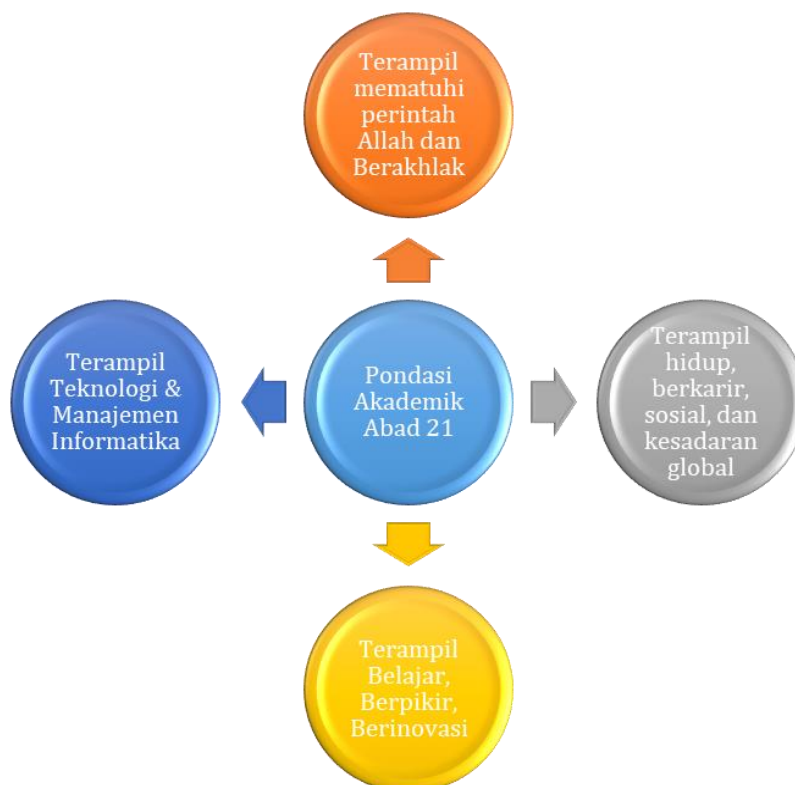 Terampil
mematuhi
perintah
Allah dan
Berakhlak
Terampil
Teknologi &
Manajemen
Informatika
Pondasi
Akademik
Abad 21
Terampil
hidup,
berkarir,
sosial, dan
kesadaran
global
Terampil
Belajar,
Berpikir,
Berinovasi